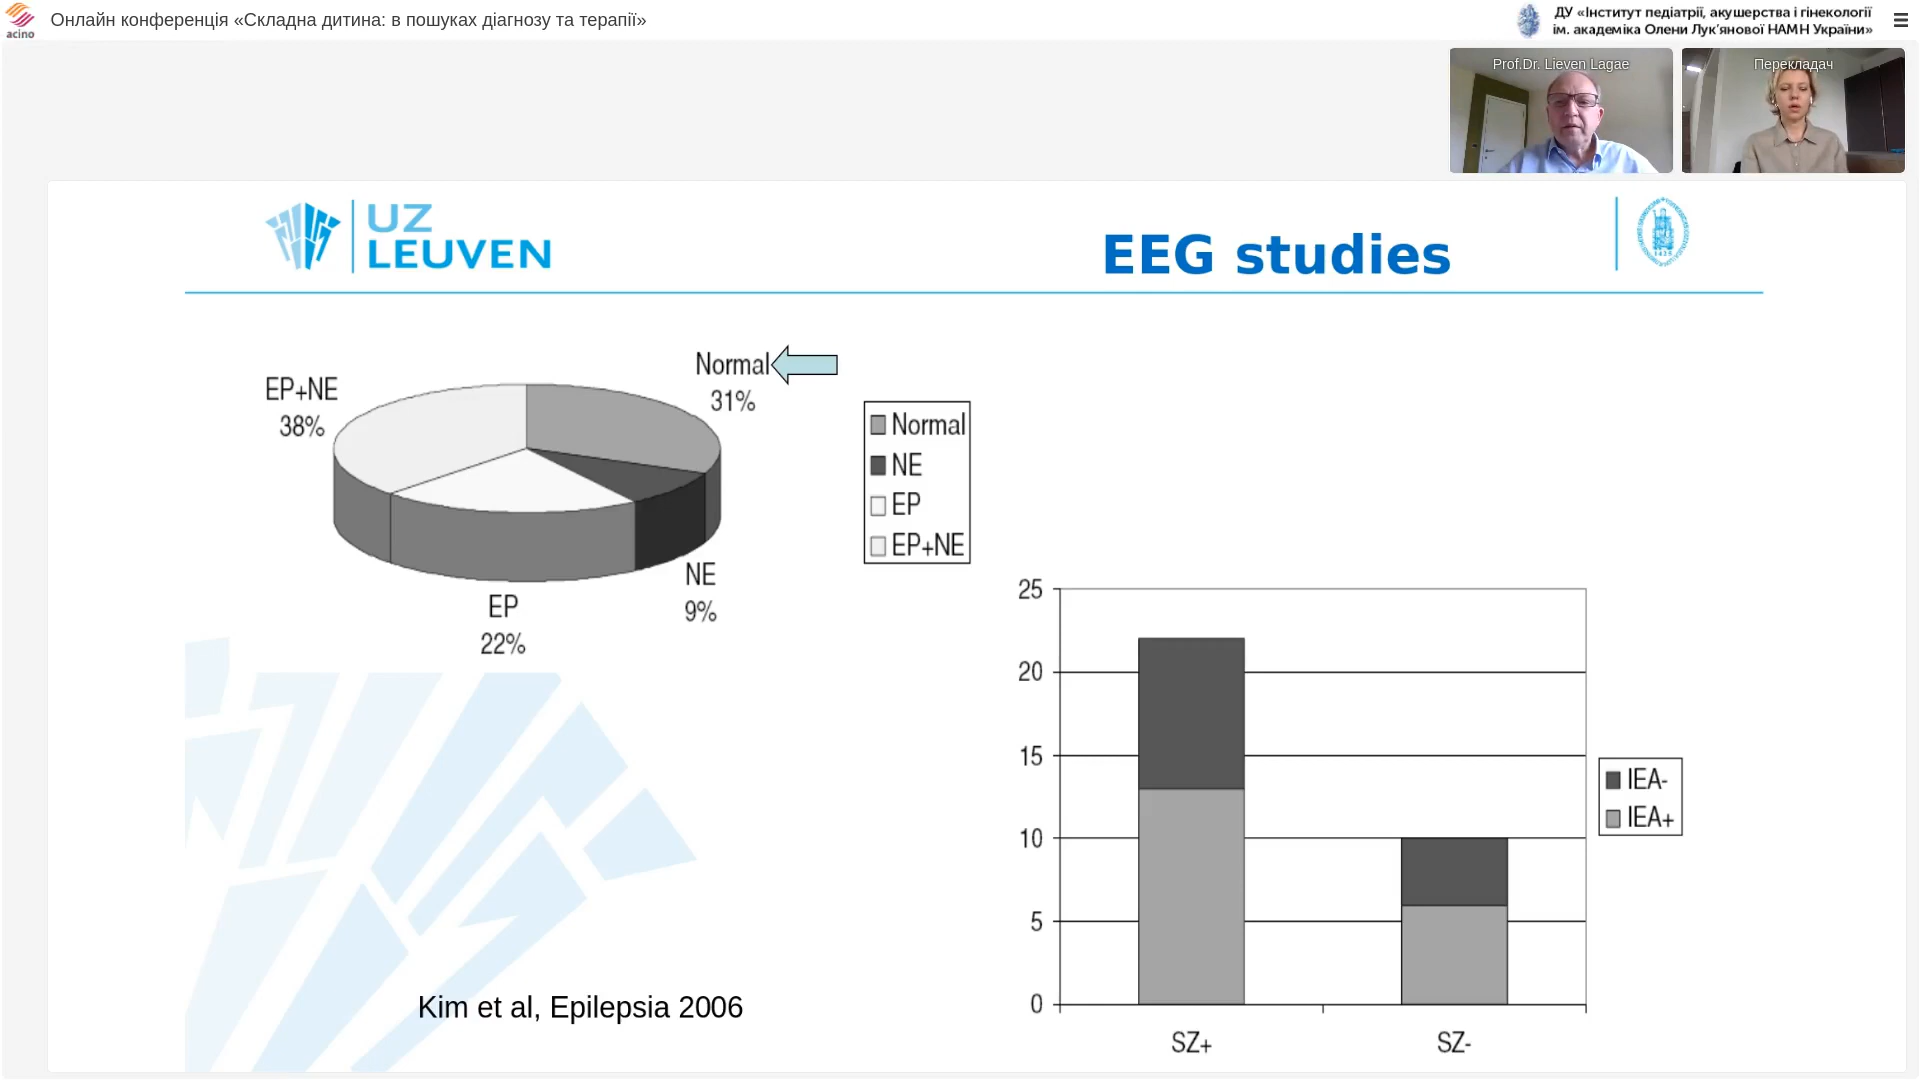 Онлайн конференція «Складна дитина: в пошуках діагнозу та терапії»
acino
ДУ «Інститут педіатрії, акушерства і гінекології
ім. академіка Олени Лук'янової НАМН України»
Prof.Dr. Lieven Lagae
Перекладач
UZ
LEUVEN
EEG studies
1425
Normal
31%
EP+NE
38%
NE
9%
EP
22%
Normal
NE
EP
EP+NE
25
20
15
10
5
0
SZ+
SZ-
IEA-
IEA+
Kim et al, Epilepsia 2006